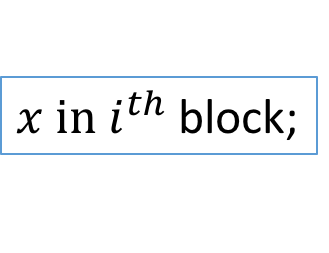 x in i^th block;